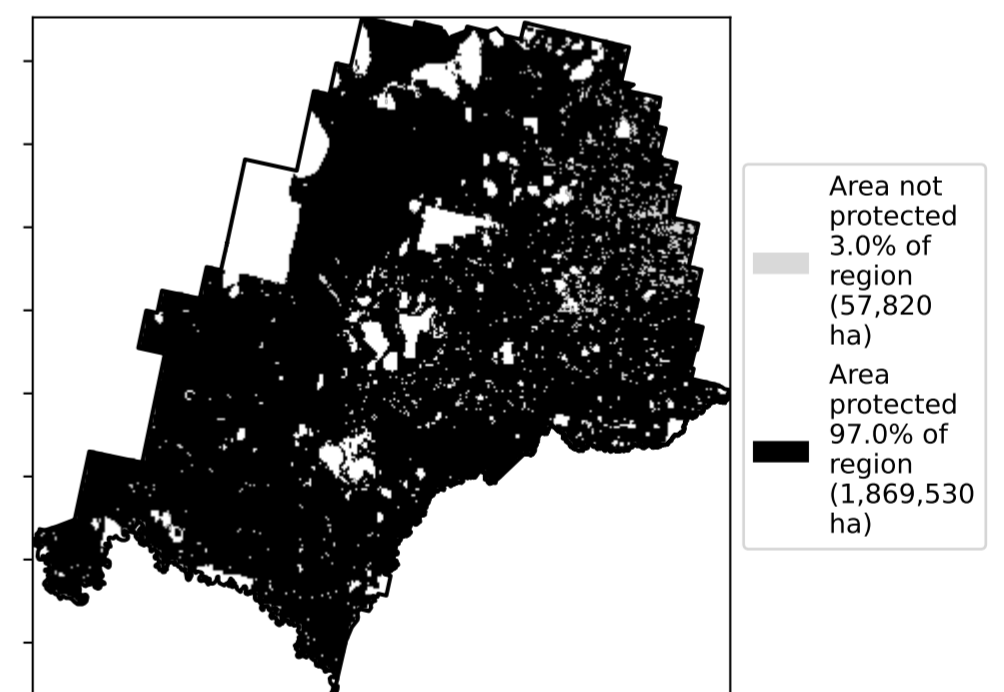 Area not
protected
3.0% of
region
(57,820
ha)
Area
protected
97.0% of
region
(1,869,530
ha)